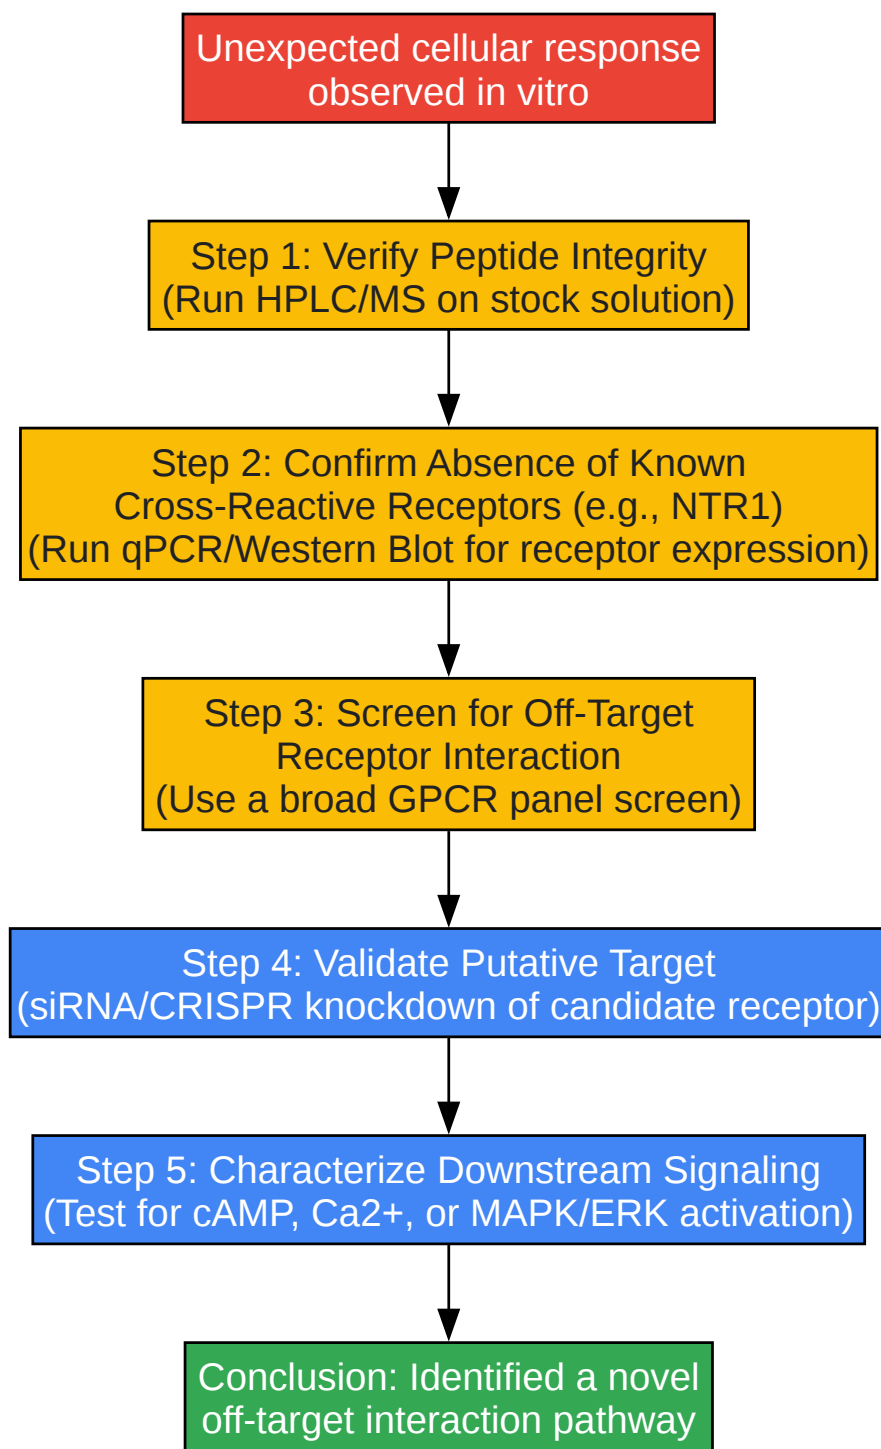 Unexpected cellular response
observed in vitro
Step 1: Verify Peptide Integrity
(Run HPLC/MS on stock solution)
Step 2: Confirm Absence of Known
Cross-Reactive Receptors (e.g., NTR1)
(Run qPCR/Western Blot for receptor expression)
Step 3: Screen for Off-Target
Receptor Interaction
(Use a broad GPCR panel screen)
Step 4: Validate Putative Target
(siRNA/CRISPR knockdown of candidate receptor)
Step 5: Characterize Downstream Signaling
(Test for cAMP, Ca2+, or MAPK/ERK activation)
Conclusion: Identified a novel
off-target interaction pathway